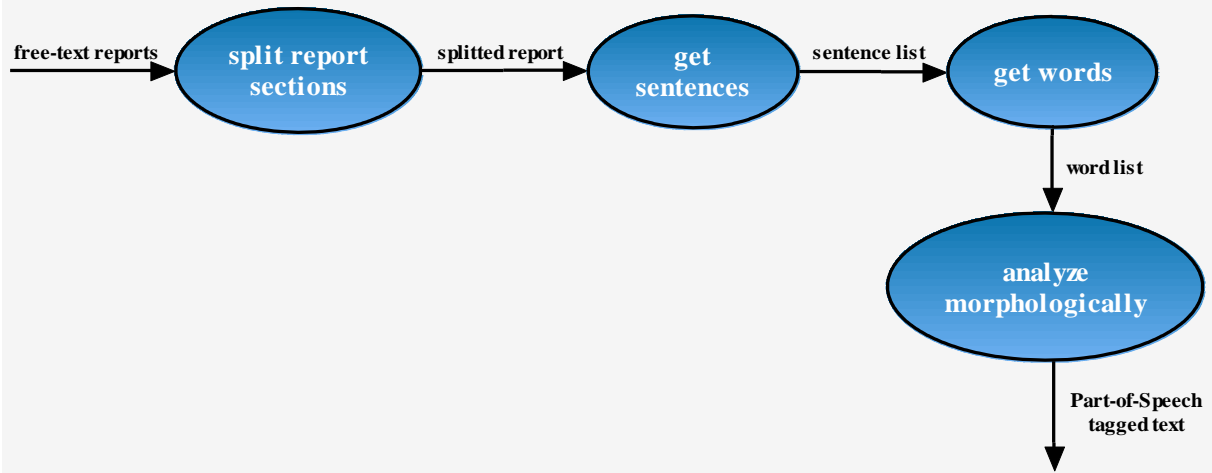 free-text reports
split report
sections
splitted report
get
sentences
sentence list
get words
word list
analyze
morphologically
Part-of-Speech
tagged text